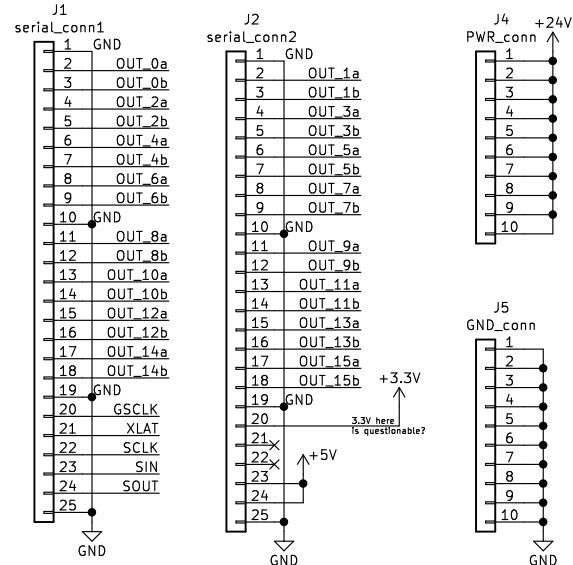 J1
serial_conn1
1 GND
2 OUT_0a
3 OUT_0b
4 OUT_2a
5 OUT_2b
6 OUT_4a
7 OUT_4b
8 OUT_6a
9 OUT_6b
10 GND
11 OUT_8a
12 OUT_8b
13 OUT_10a
14 OUT_10b
15 OUT_12a
16 OUT_12b
17 OUT_14a
18 OUT_14b
19 GND
20 GSCLK
21 XLAT
22 SCLK
23 SIN
24 SOUT
25
GND
J2
serial_conn2
1 GND
2 OUT_1a
3 OUT_1b
4 OUT_3a
5 OUT_3b
6 OUT_5a
7 OUT_5b
8 OUT_7a
9 OUT_7b
10 GND
11 OUT_9a
12 OUT_9b
13 OUT_11a
14 OUT_11b
15 OUT_13a
16 OUT_13b
17 OUT_15a
18 OUT_15b
+3.3V
19 GND
20 3.3V here
is questionable?
21
22
+5V
23
24
25
GND
J4
PWR_conn
+24V
1
2
3
4
5
6
7
8
9
10
J5
GND_conn
1
2
3
4
5
6
7
8
9
10
GND